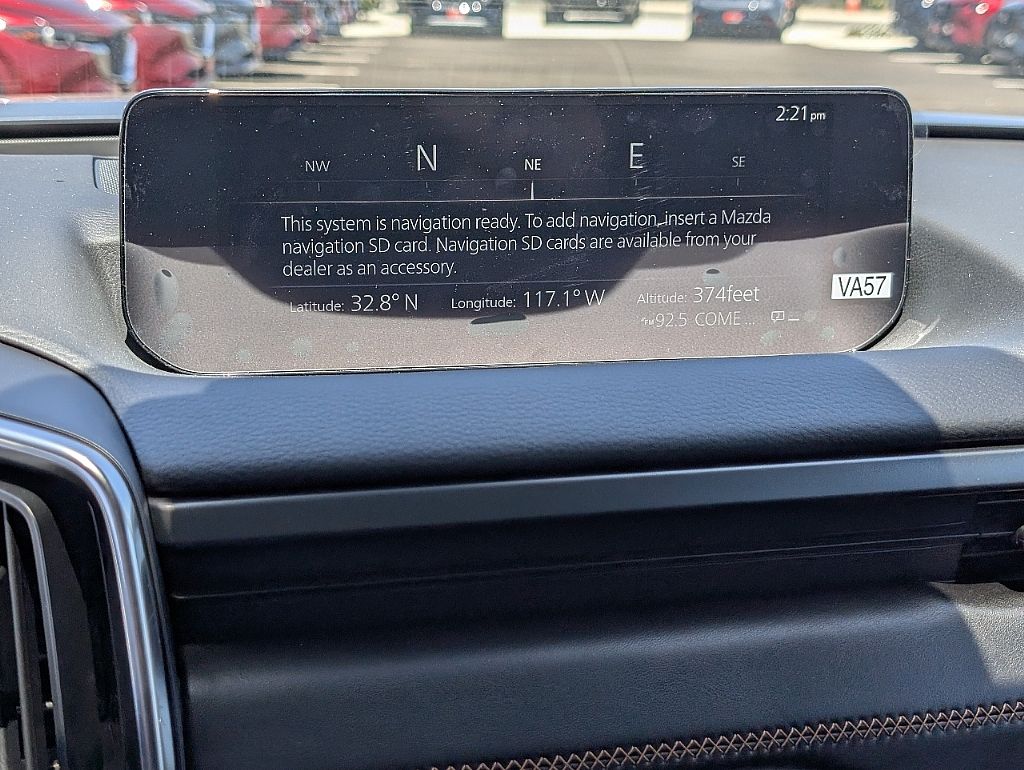 2:21pm
NW N NE E SE
This system is navigation ready. To add navigation, insert a Mazda
navigation SD card. Navigation SD cards are available from your
dealer as an accessory.
VA57
Latitude: 32.8° N Longitude: 117.1° W Altitude: 374feet
FM 92.5 COME ...